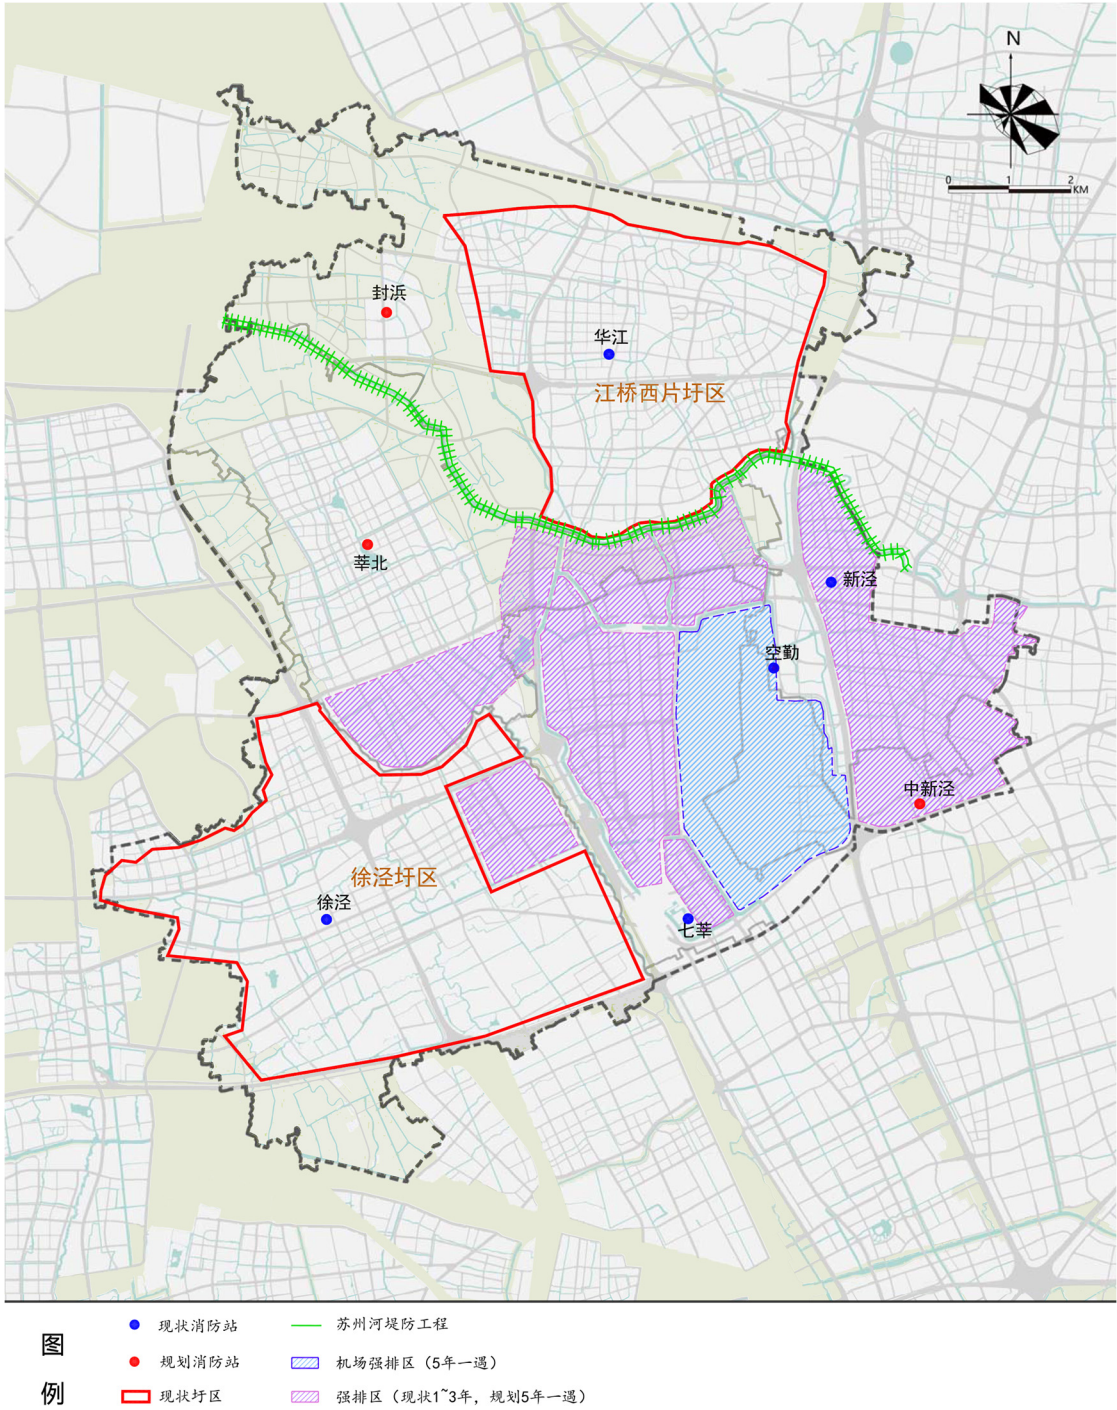 N
0 1 2
KM
封浜
华江
江桥西片圩区
莘北
新泾
空勤
中新泾
徐泾圩区
徐泾
七莘
图例
现状消防站
苏州河堤防工程
规划消防站
机场强排区（5年一遇）
现状圩区
强排区（现状1~3年，规划5年一遇）